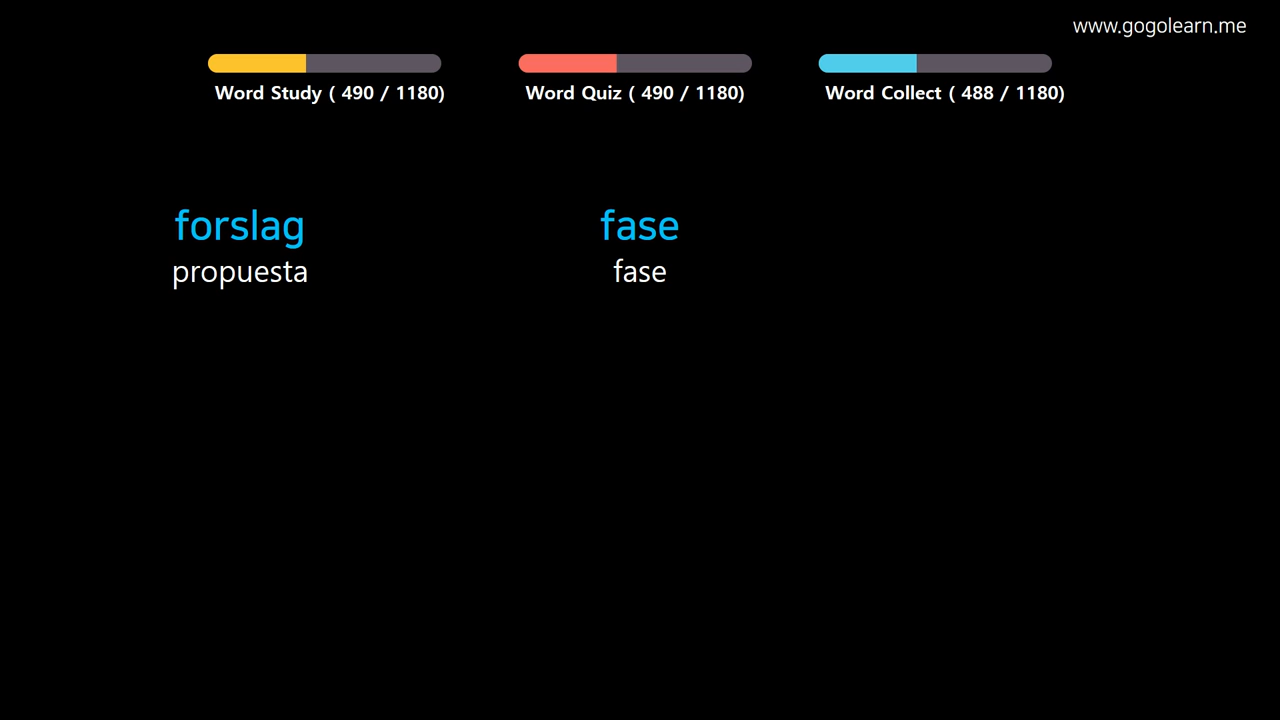 www.gogolearn.me
Word Study ( 490 / 1180)
Word Quiz ( 490 / 1180)
Word Collect ( 488 / 1180)
forslag
propuesta
fase
fase